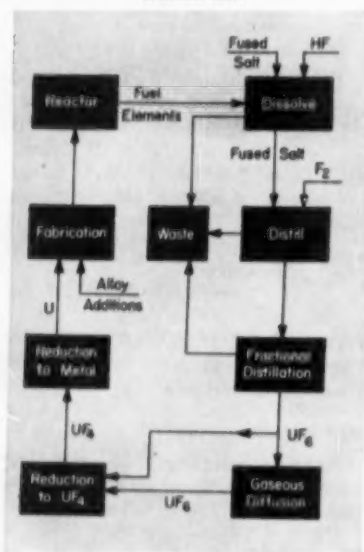 Fused
Salt
HF
Reactor
Fuel
Elements
Dissolve
Fused Salt
F2
Fabrication
Waste
Distill
U
Alloy
Additions
Reduction
to Metal
Fractional
Distillation
UF4
UF6
Reduction
to UF4
UF6
Gaseous
Diffusion